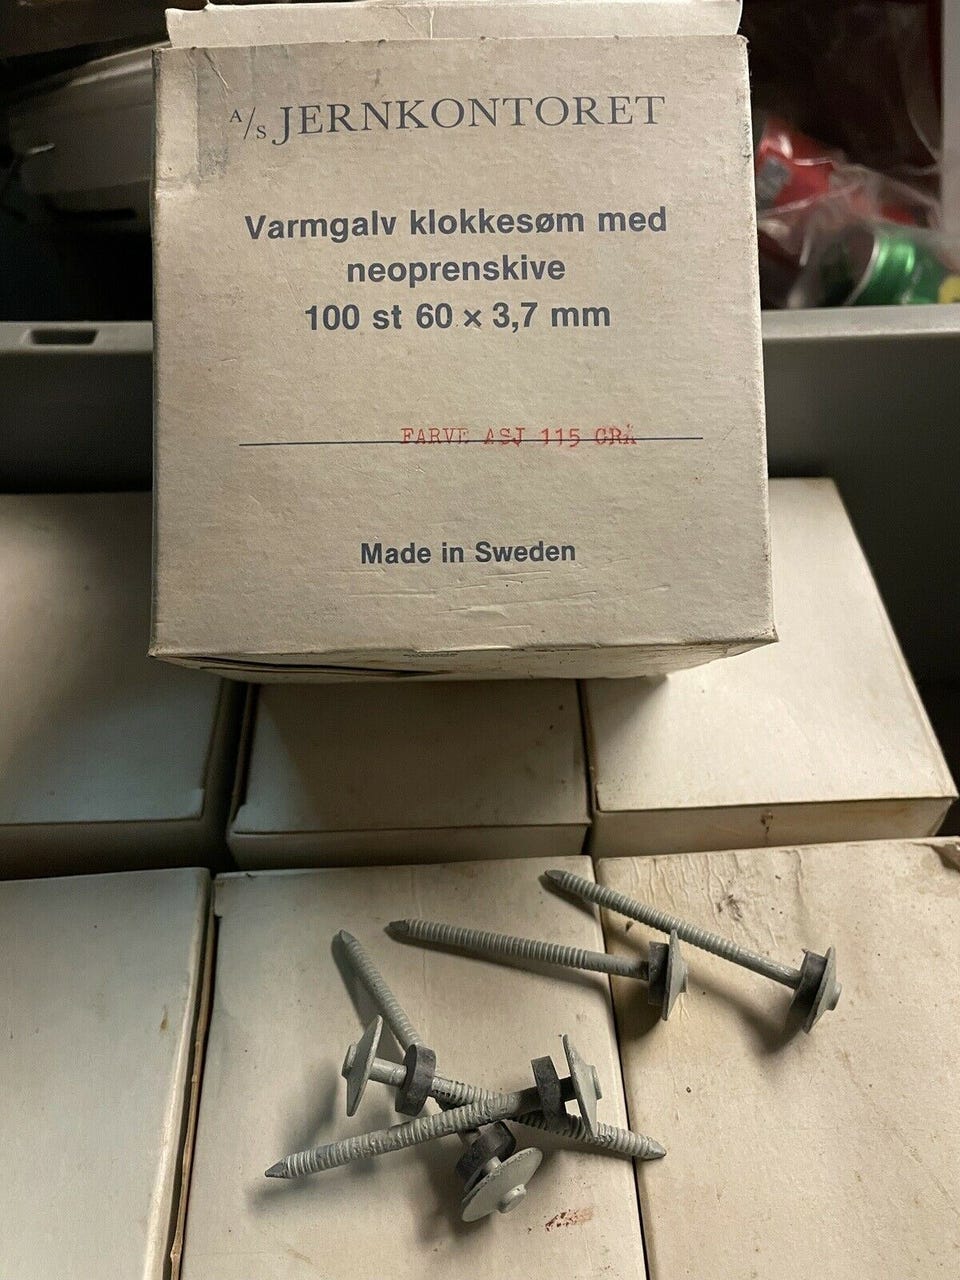 A/S JERNKONTORET
Varmgalv klokkesøm med
neoprenskive
100 st 60 x 3,7 mm
FARVE ASJ 115 GRÅ
Made in Sweden